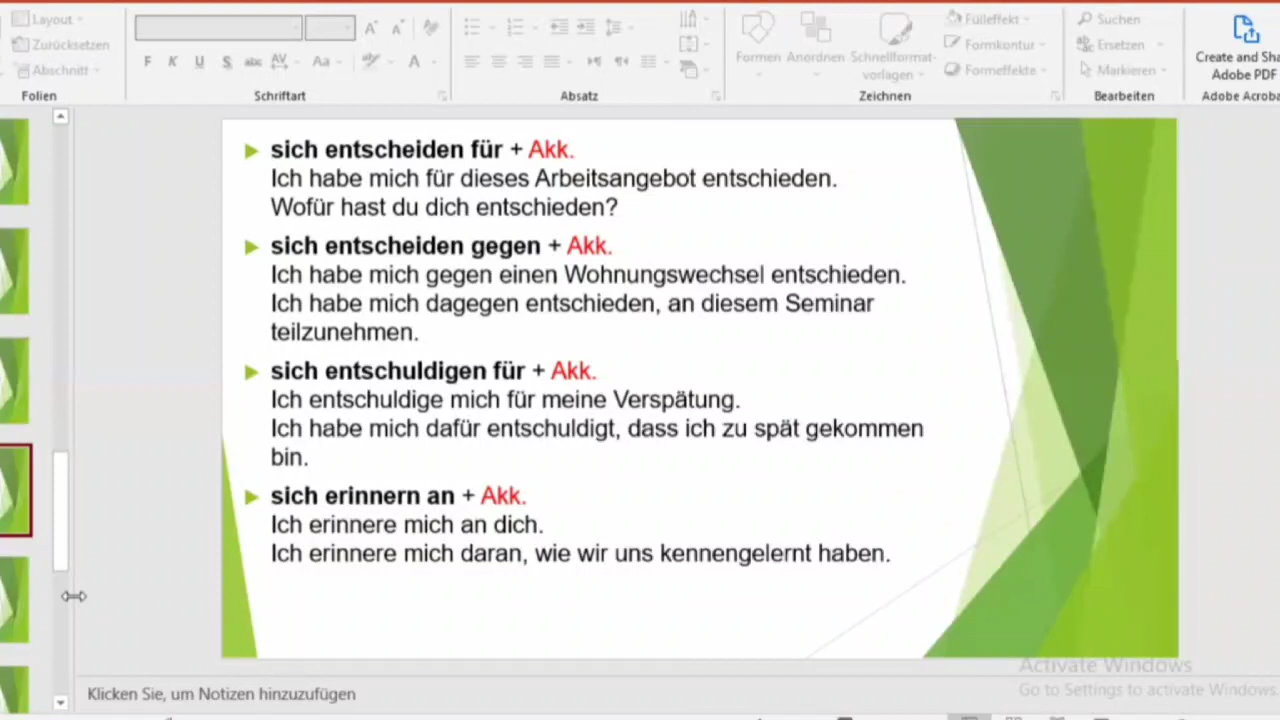 Layout
Zurücksetzen
Abschnitt
Folien
F K U S abc AV Aa A
Schriftart
Absatz
Formen Anordnen Schnellformat-
vorlagen
Fülleffekt
Formkontur
Formeffekte
Zeichnen
Suchen
Ersetzen
Markieren
Bearbeiten
Create and Sha
Adobe PDF
Adobe Acroba
sich entscheiden für + Akk.
Ich habe mich für dieses Arbeitsangebot entschieden.
Wofür hast du dich entschieden?
sich entscheiden gegen + Akk.
Ich habe mich gegen einen Wohnungswechsel entschieden.
Ich habe mich dagegen entschieden, an diesem Seminar
teilzunehmen.
sich entschuldigen für + Akk.
Ich entschuldige mich für meine Verspätung.
Ich habe mich dafür entschuldigt, dass ich zu spät gekommen
bin.
sich erinnern an + Akk.
Ich erinnere mich an dich.
Ich erinnere mich daran, wie wir uns kennengelernt haben.
Activate Windows
Go to Settings to activate Windows.
Klicken Sie, um Notizen hinzuzufügen